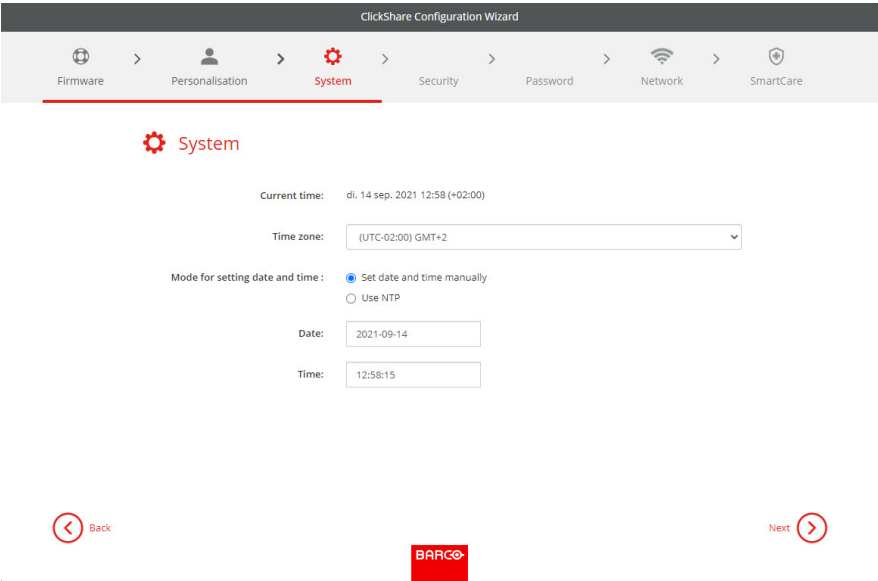 ClickShare Configuration Wizard
Firmware
Personalisation
System
Security
Password
Network
SmartCare
System
Current time: di. 14 sep. 2021 12:58 (+02:00)
Time zone: (UTC-02:00) GMT+2
Mode for setting date and time : Set date and time manually
Use NTP
Date: 2021-09-14
Time: 12:58:15
Back
Next
BARCO